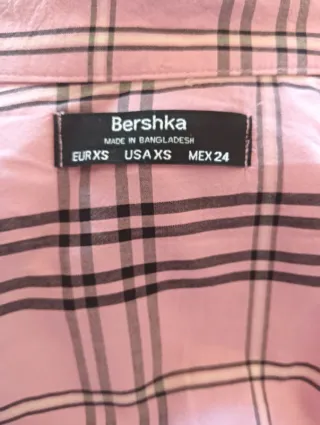 Bershka
MADE IN BANGLADESH
EUR XS USA XS MEX 24